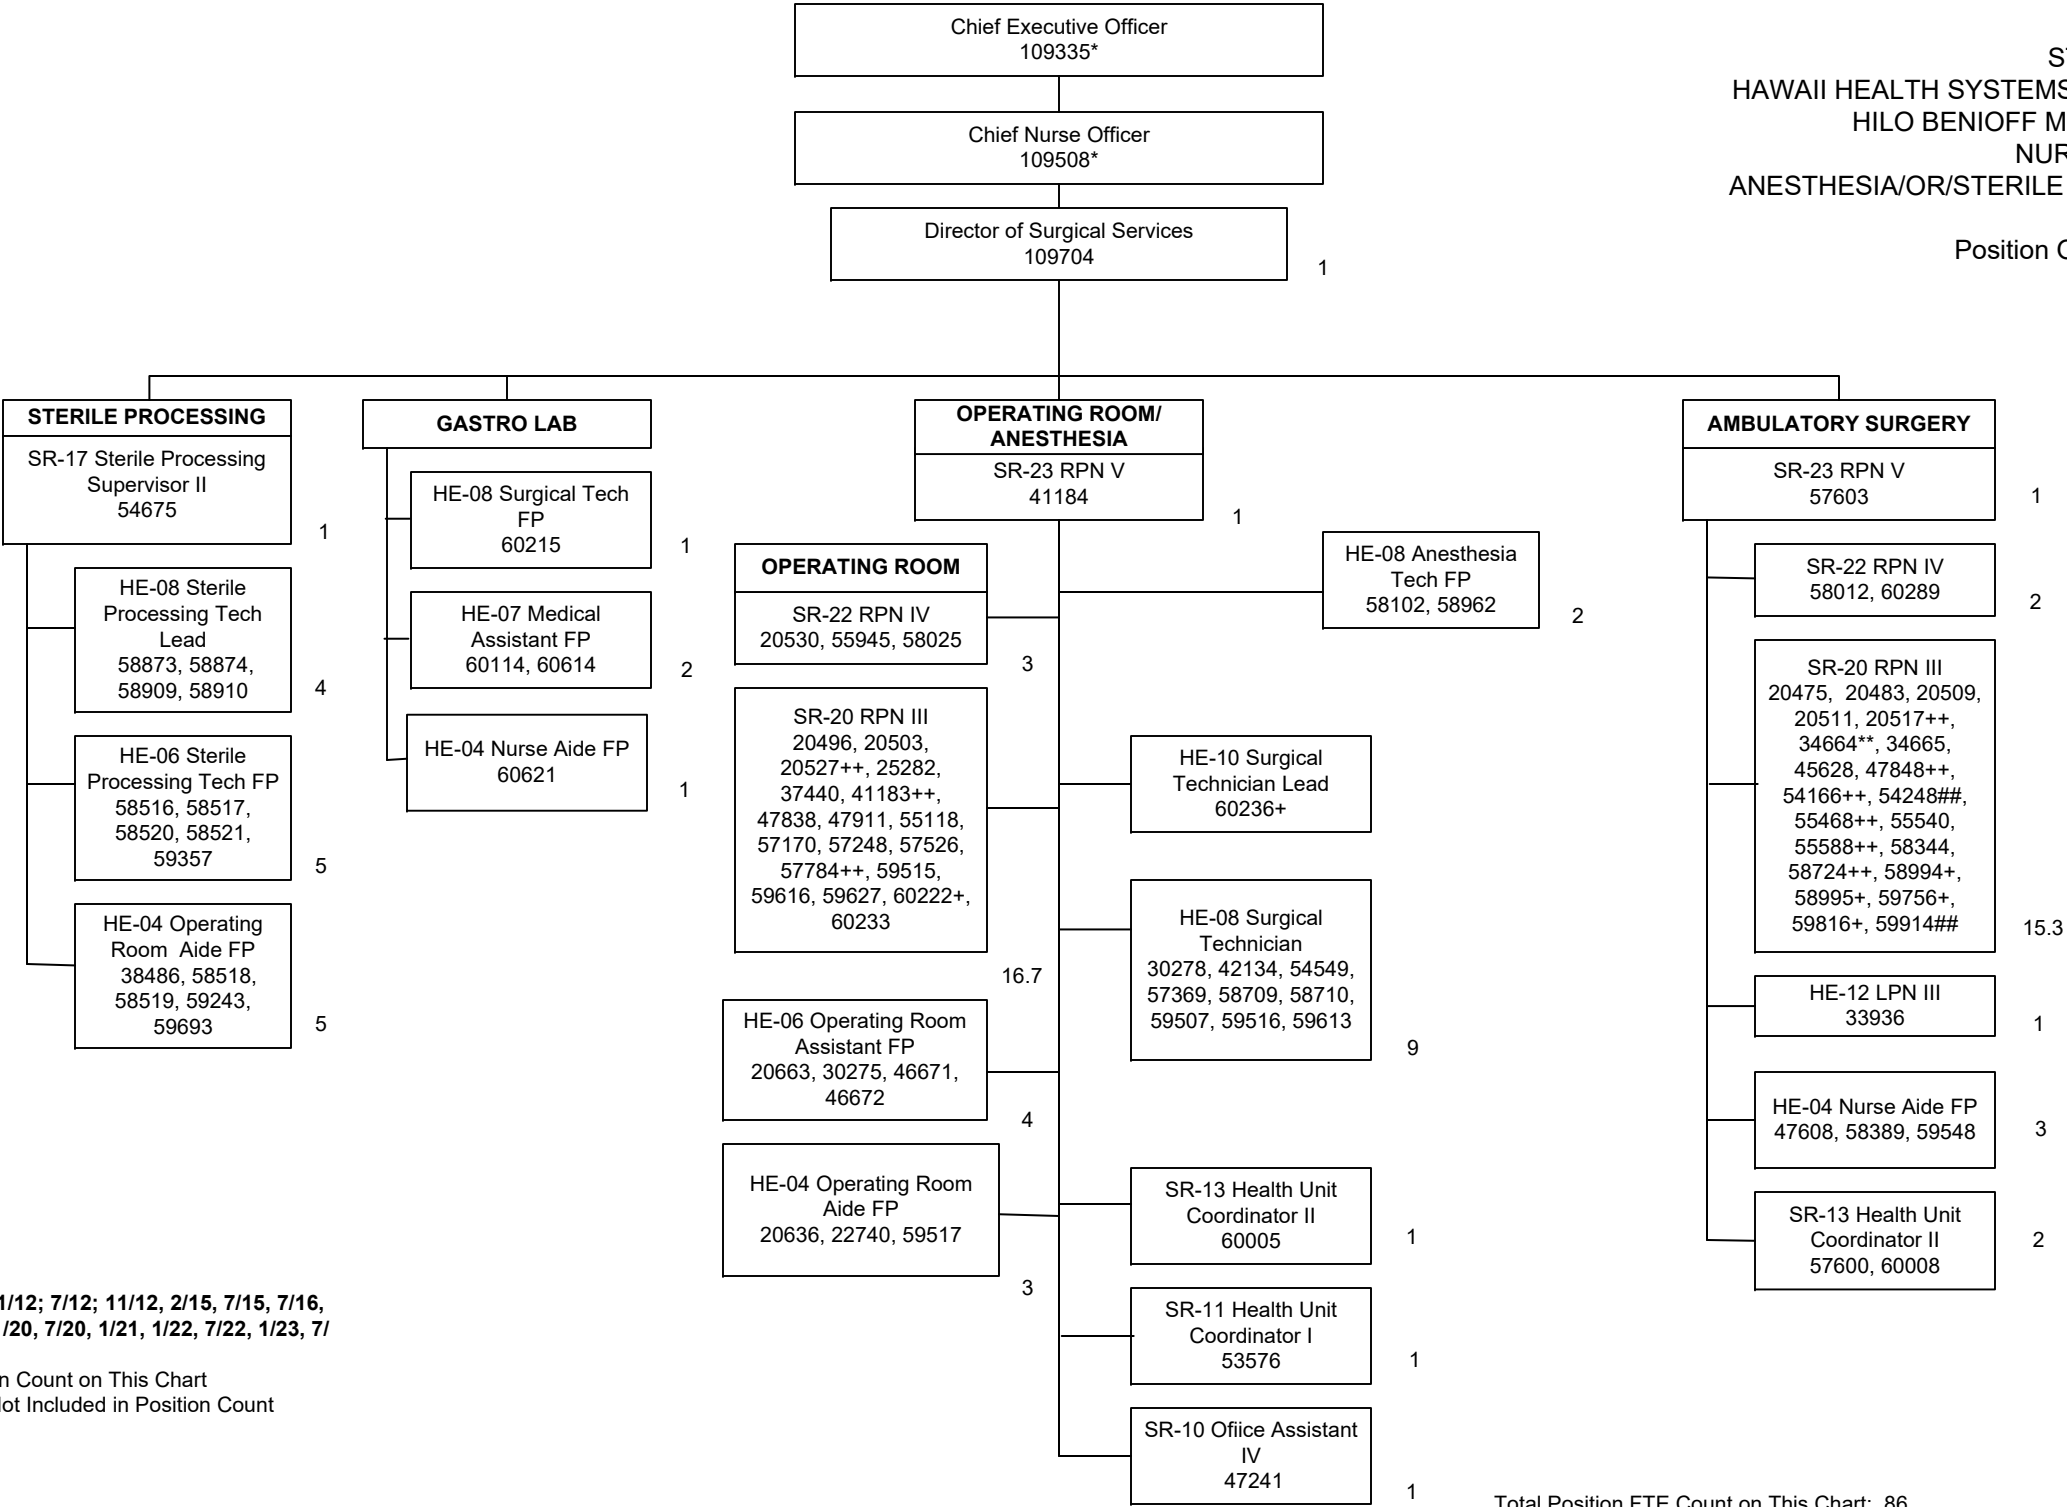 Chief Executive Officer
109335*
Chief Nurse Officer
109508*
Director of Surgical Services
109704
1
HAWAII HEALTH SYSTEMS
HILO BENIOFF
ANESTHESIA/OR/STERILE
Position
STERILE PROCESSING
SR-17 Sterile Processing
Supervisor II
54675
1
HE-08 Sterile
Processing Tech
Lead
58873, 58874,
58909, 58910
4
HE-06 Sterile
Processing Tech FP
58516, 58517,
58520, 58521,
59357
5
HE-04 Operating
Room Aide FP
38486, 58518,
58519, 59243,
59693
5
GASTRO LAB
HE-08 Surgical Tech
FP
60215
1
HE-07 Medical
Assistant FP
60114, 60614
2
HE-04 Nurse Aide FP
60621
1
OPERATING ROOM/
ANESTHESIA
SR-23 RPN V
41184
1
OPERATING ROOM
SR-22 RPN IV
20530, 55945, 58025
3
SR-20 RPN III
20496, 20503,
20527++, 25282,
37440, 41183++,
47838, 47911, 55118,
57170, 57248, 57526,
57784++, 59515,
59616, 59627, 60222+,
60233
16.7
HE-06 Operating Room
Assistant FP
20663, 30275, 46671,
46672
4
HE-04 Operating Room
Aide FP
20636, 22740, 59517
3
HE-08 Anesthesia
Tech FP
58102, 58962
2
HE-10 Surgical
Technician Lead
60236+
HE-08 Surgical
Technician
30278, 42134, 54549,
57369, 58709, 58710,
59507, 59516, 59613
9
SR-13 Health Unit
Coordinator II
60005
1
SR-11 Health Unit
Coordinator I
53576
1
SR-10 Ofiice Assistant
IV
47241
1
AMBULATORY SURGERY
SR-23 RPN V
57603
1
SR-22 RPN IV
58012, 60289
2
SR-20 RPN III
20475, 20483, 20509,
20511, 20517++,
34664**, 34665,
45628, 47848++,
54166++, 54248##,
55468++, 55540,
55588++, 58344,
58724++, 58994+,
58995+, 59756+,
59816+, 59914##
15.3
HE-12 LPN III
33936
1
HE-04 Nurse Aide FP
47608, 58389, 59548
3
SR-13 Health Unit
Coordinator II
57600, 60008
2
1/12; 7/12; 11/12, 2/15, 7/15, 7/16,
/20, 7/20, 1/21, 1/22, 7/22, 1/23, 7/
Count on This Chart
Included in Position Count
Total Position FTE Count on This Chart: 86